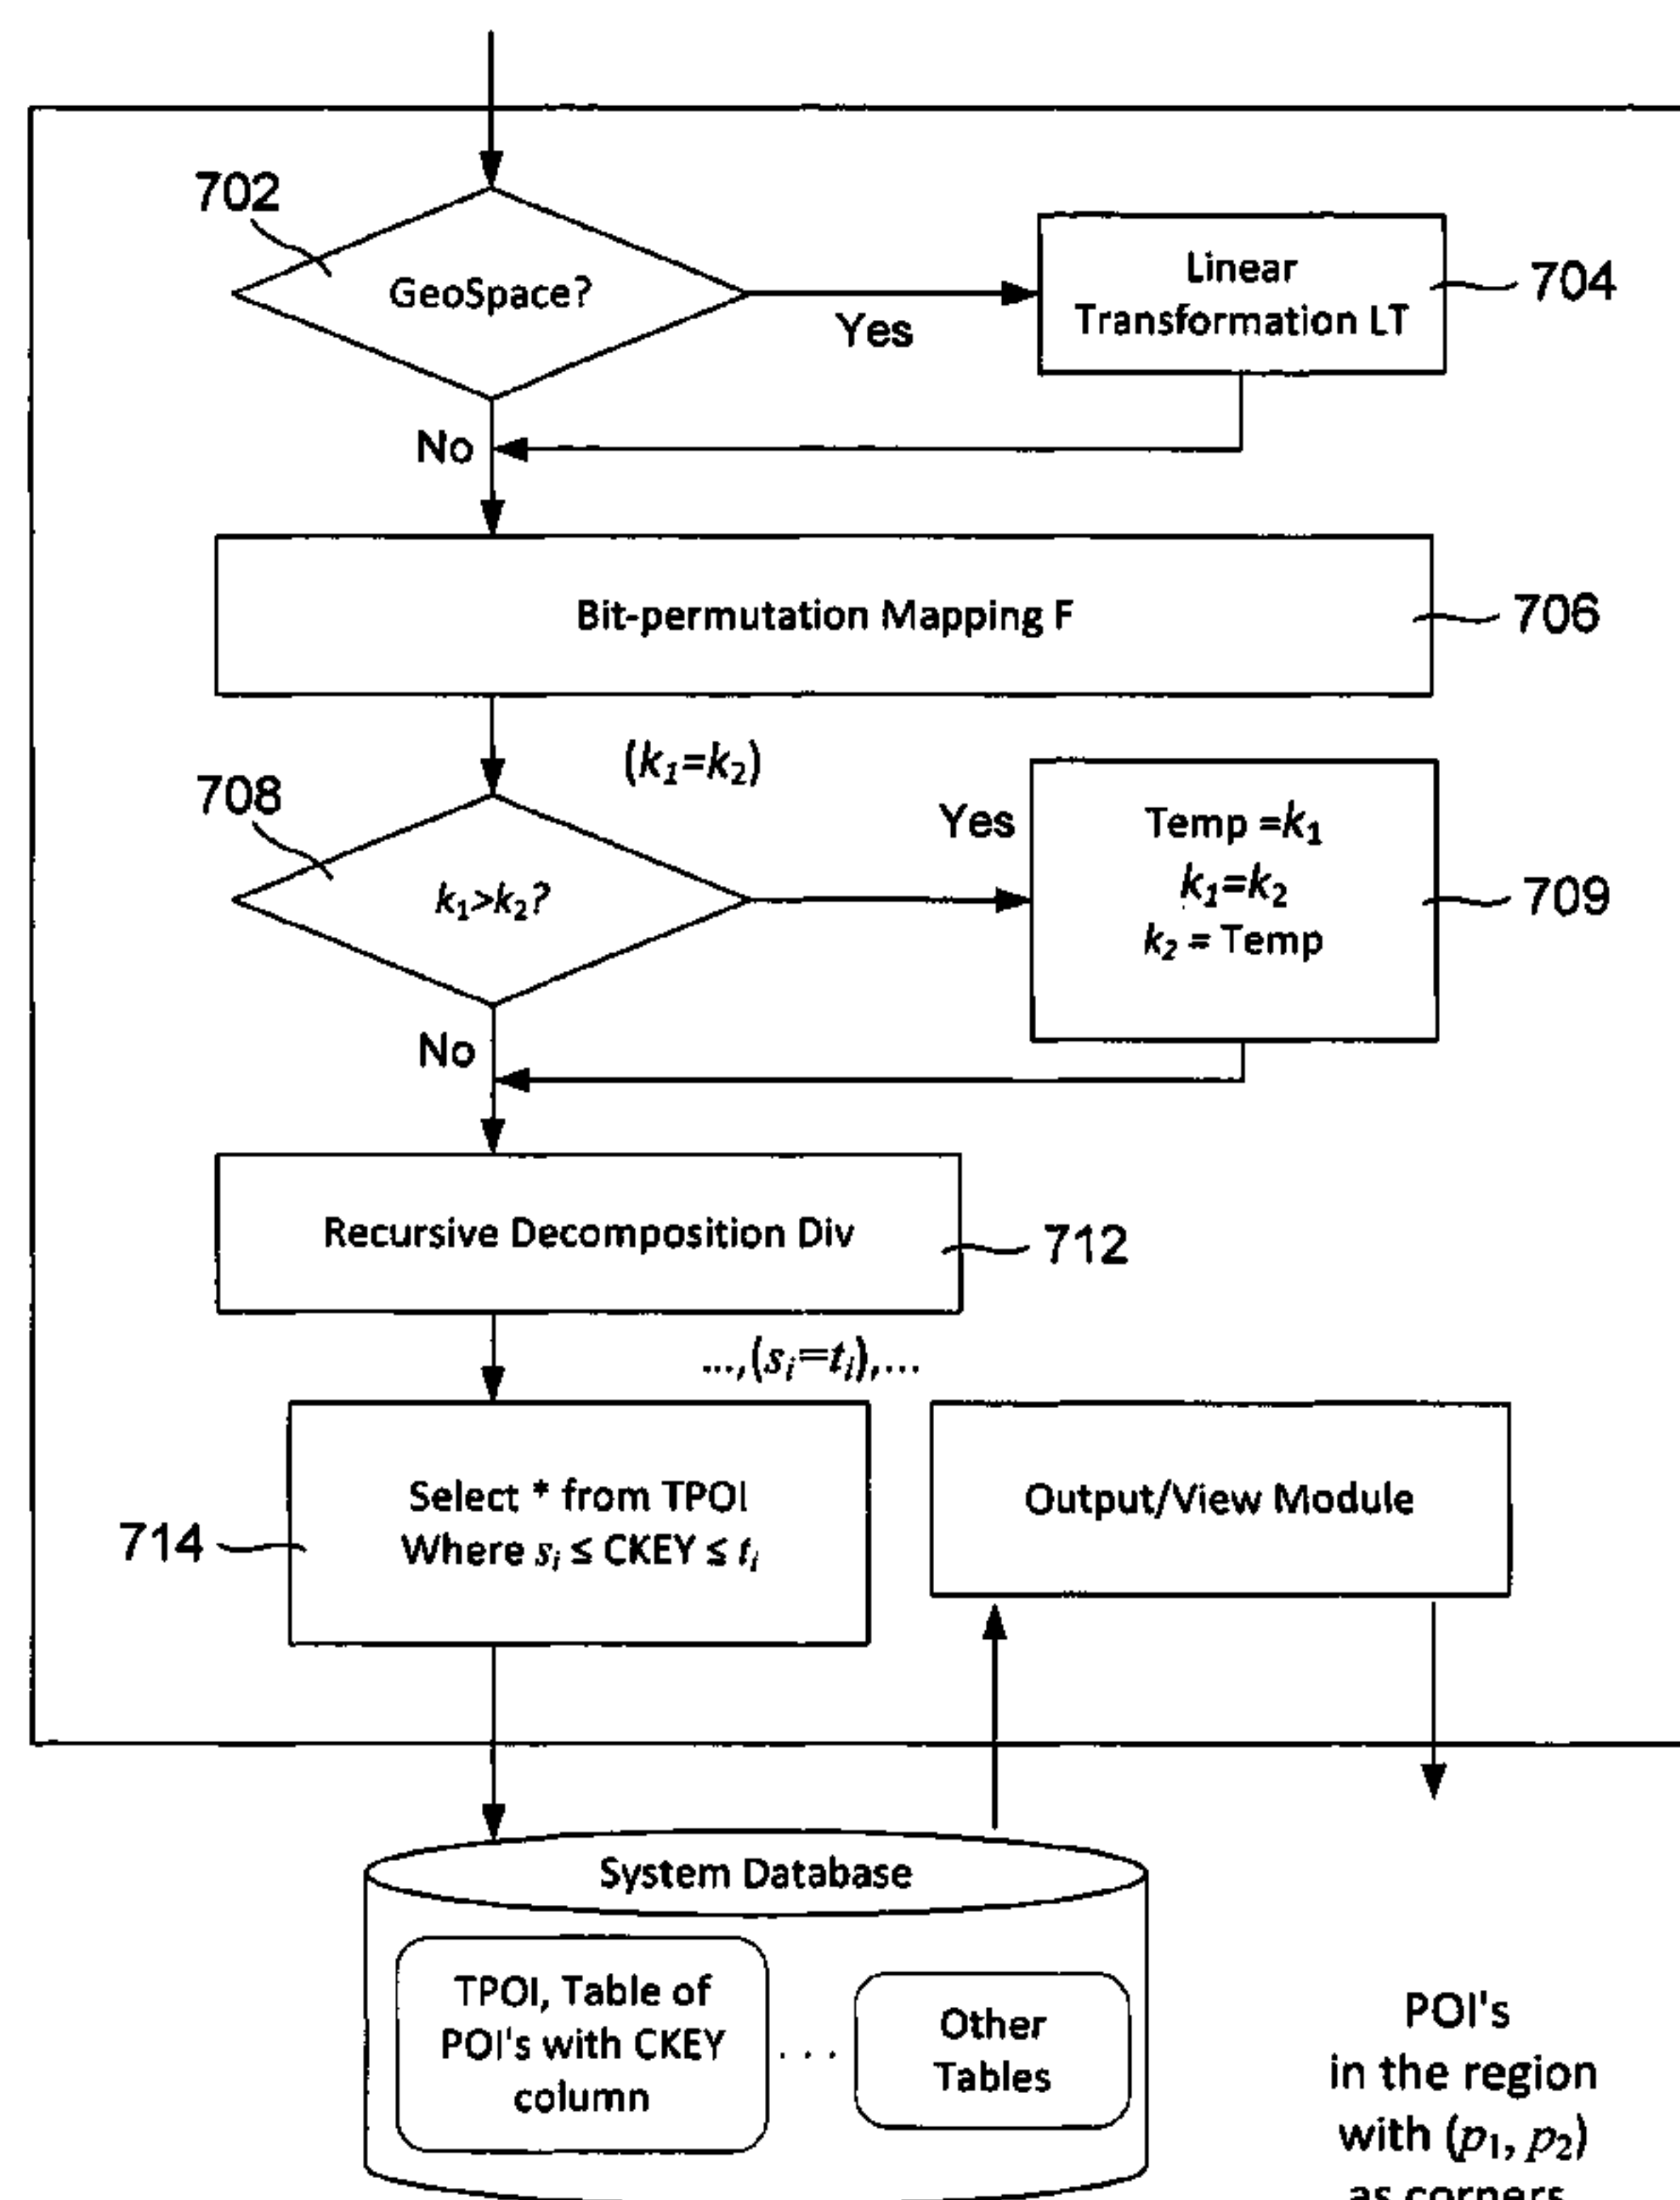 702
GeoSpace?
Yes
Linear
Transformation LT
704
No
Bit-permutation Mapping F
706
(k₁=k₂)
708
k₁>k₂?
Yes
Temp =k₁
k₁=k₂
k₂ = Temp
709
No
Recursive Decomposition Div
712
...,(sᵢ=tᵢ),...
714
Select * from TPOI
Where sᵢ ≤ CKEY ≤ tᵢ
Output/View Module
System Database
TPOI, Table of
POI's with CKEY
column
. . .
Other
Tables
POI's
in the region
with (p₁, p₂)
as corners